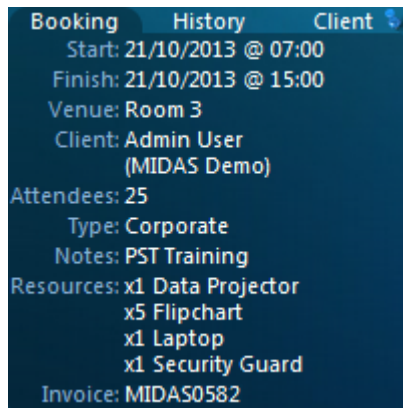 Booking History Client
Start: 21/10/2013 @ 07:00
Finish: 21/10/2013 @ 15:00
Venue: Room 3
Client: Admin User
(MIDAS Demo)
Attendees: 25
Type: Corporate
Notes: PST Training
Resources: x1 Data Projector
x5 Flipchart
x1 Laptop
x1 Security Guard
Invoice: MIDAS0582